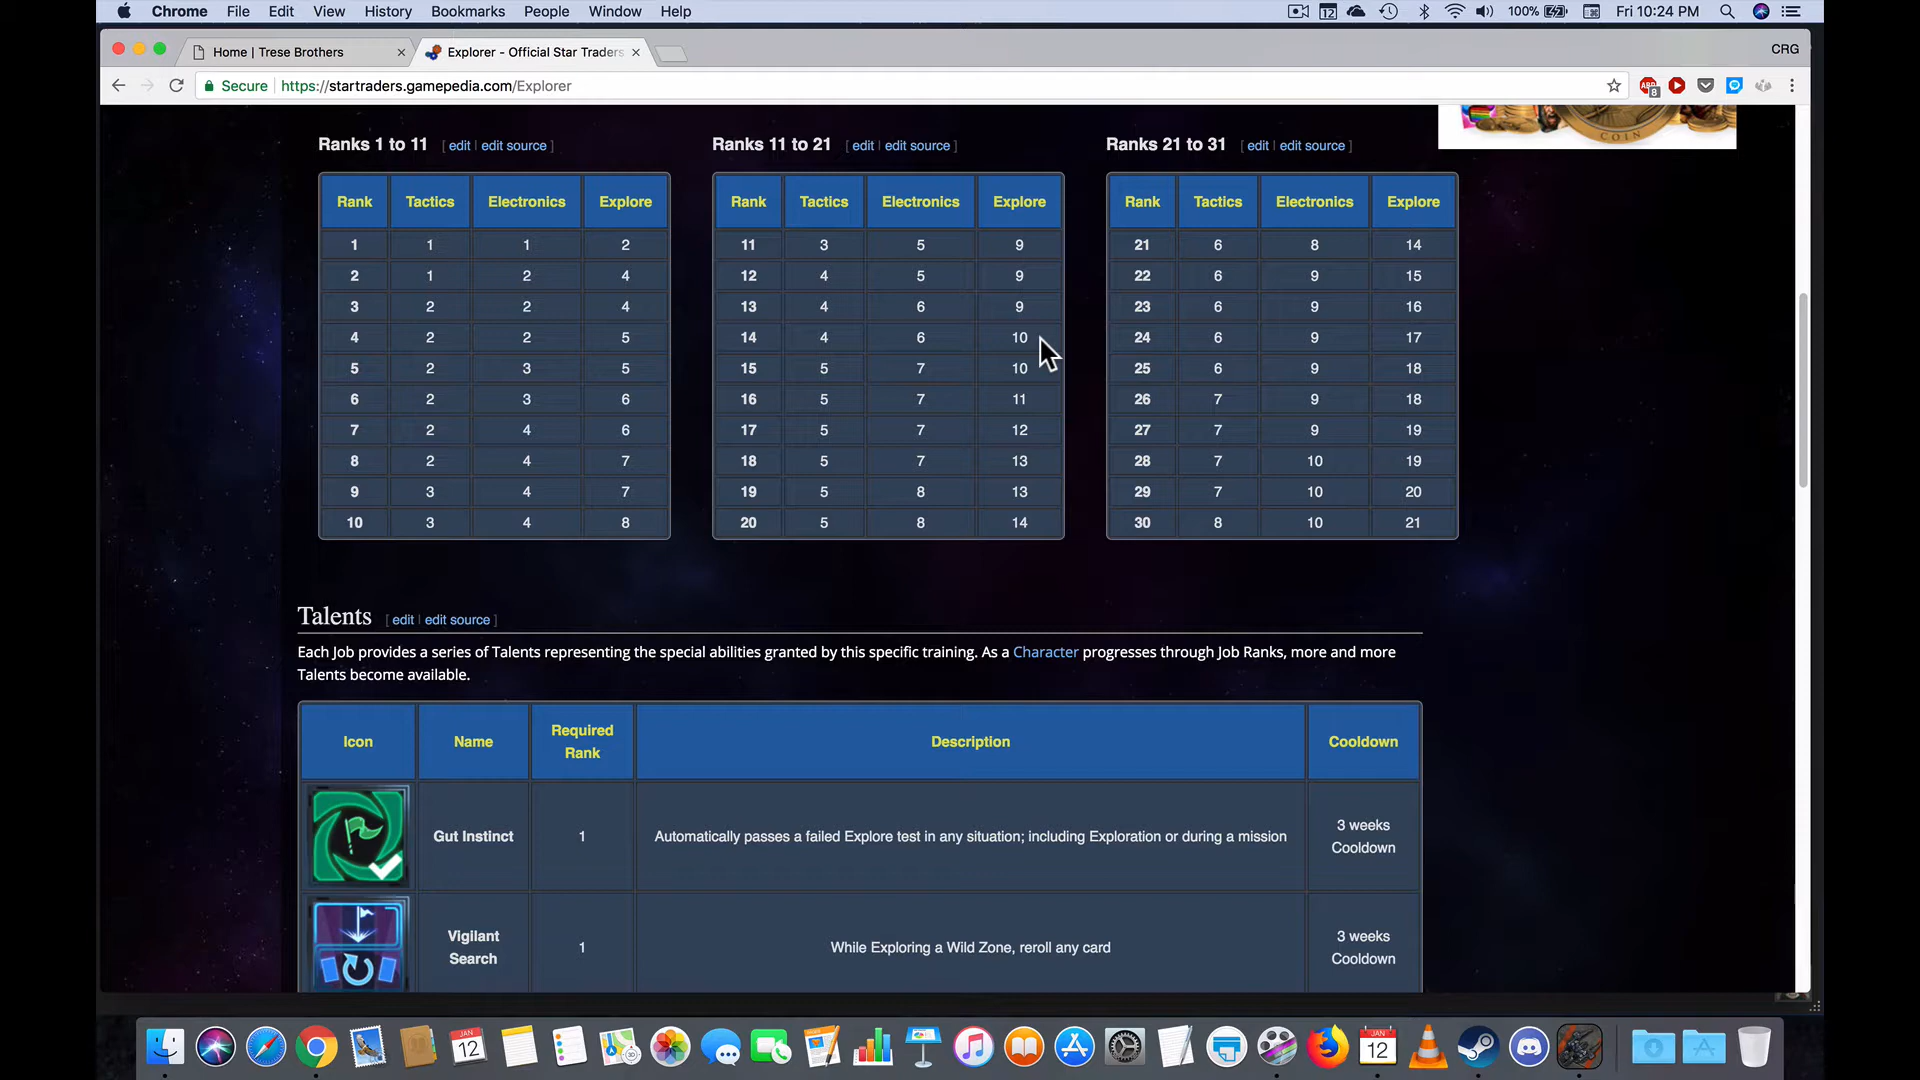 Chrome File Edit View History Bookmarks People Window Help 12 100% Fri 10:24 PM
Home | Trese Brothers Explorer - Official Star Traders CRG
Secure https://startraders.gamepedia.com/Explorer ABP 8
COIN
Ranks 1 to 11 [ edit | edit source ] Ranks 11 to 21 [ edit | edit source ] Ranks 21 to 31 [ edit | edit source ]
Rank Tactics Electronics Explore Rank Tactics Electronics Explore Rank Tactics Electronics Explore
1 1 1 2 11 3 5 9 21 6 8 14
2 1 2 4 12 4 5 9 22 6 9 15
3 2 2 4 13 4 6 9 23 6 9 16
4 2 2 5 14 4 6 10 24 6 9 17
5 2 3 5 15 5 7 10 25 6 9 18
6 2 3 6 16 5 7 11 26 7 9 18
7 2 4 6 17 5 7 12 27 7 9 19
8 2 4 7 18 5 7 13 28 7 10 19
9 3 4 7 19 5 8 13 29 7 10 20
10 3 4 8 20 5 8 14 30 8 10 21
Talents [ edit | edit source ]
Each Job provides a series of Talents representing the special abilities granted by this specific training. As a Character progresses through Job Ranks, more and more
Talents become available.
Icon Name Required Rank Description Cooldown
Gut Instinct 1 Automatically passes a failed Explore test in any situation; including Exploration or during a mission 3 weeks Cooldown
Vigilant Search 1 While Exploring a Wild Zone, reroll any card 3 weeks Cooldown
JAN 12 3D JAN 12